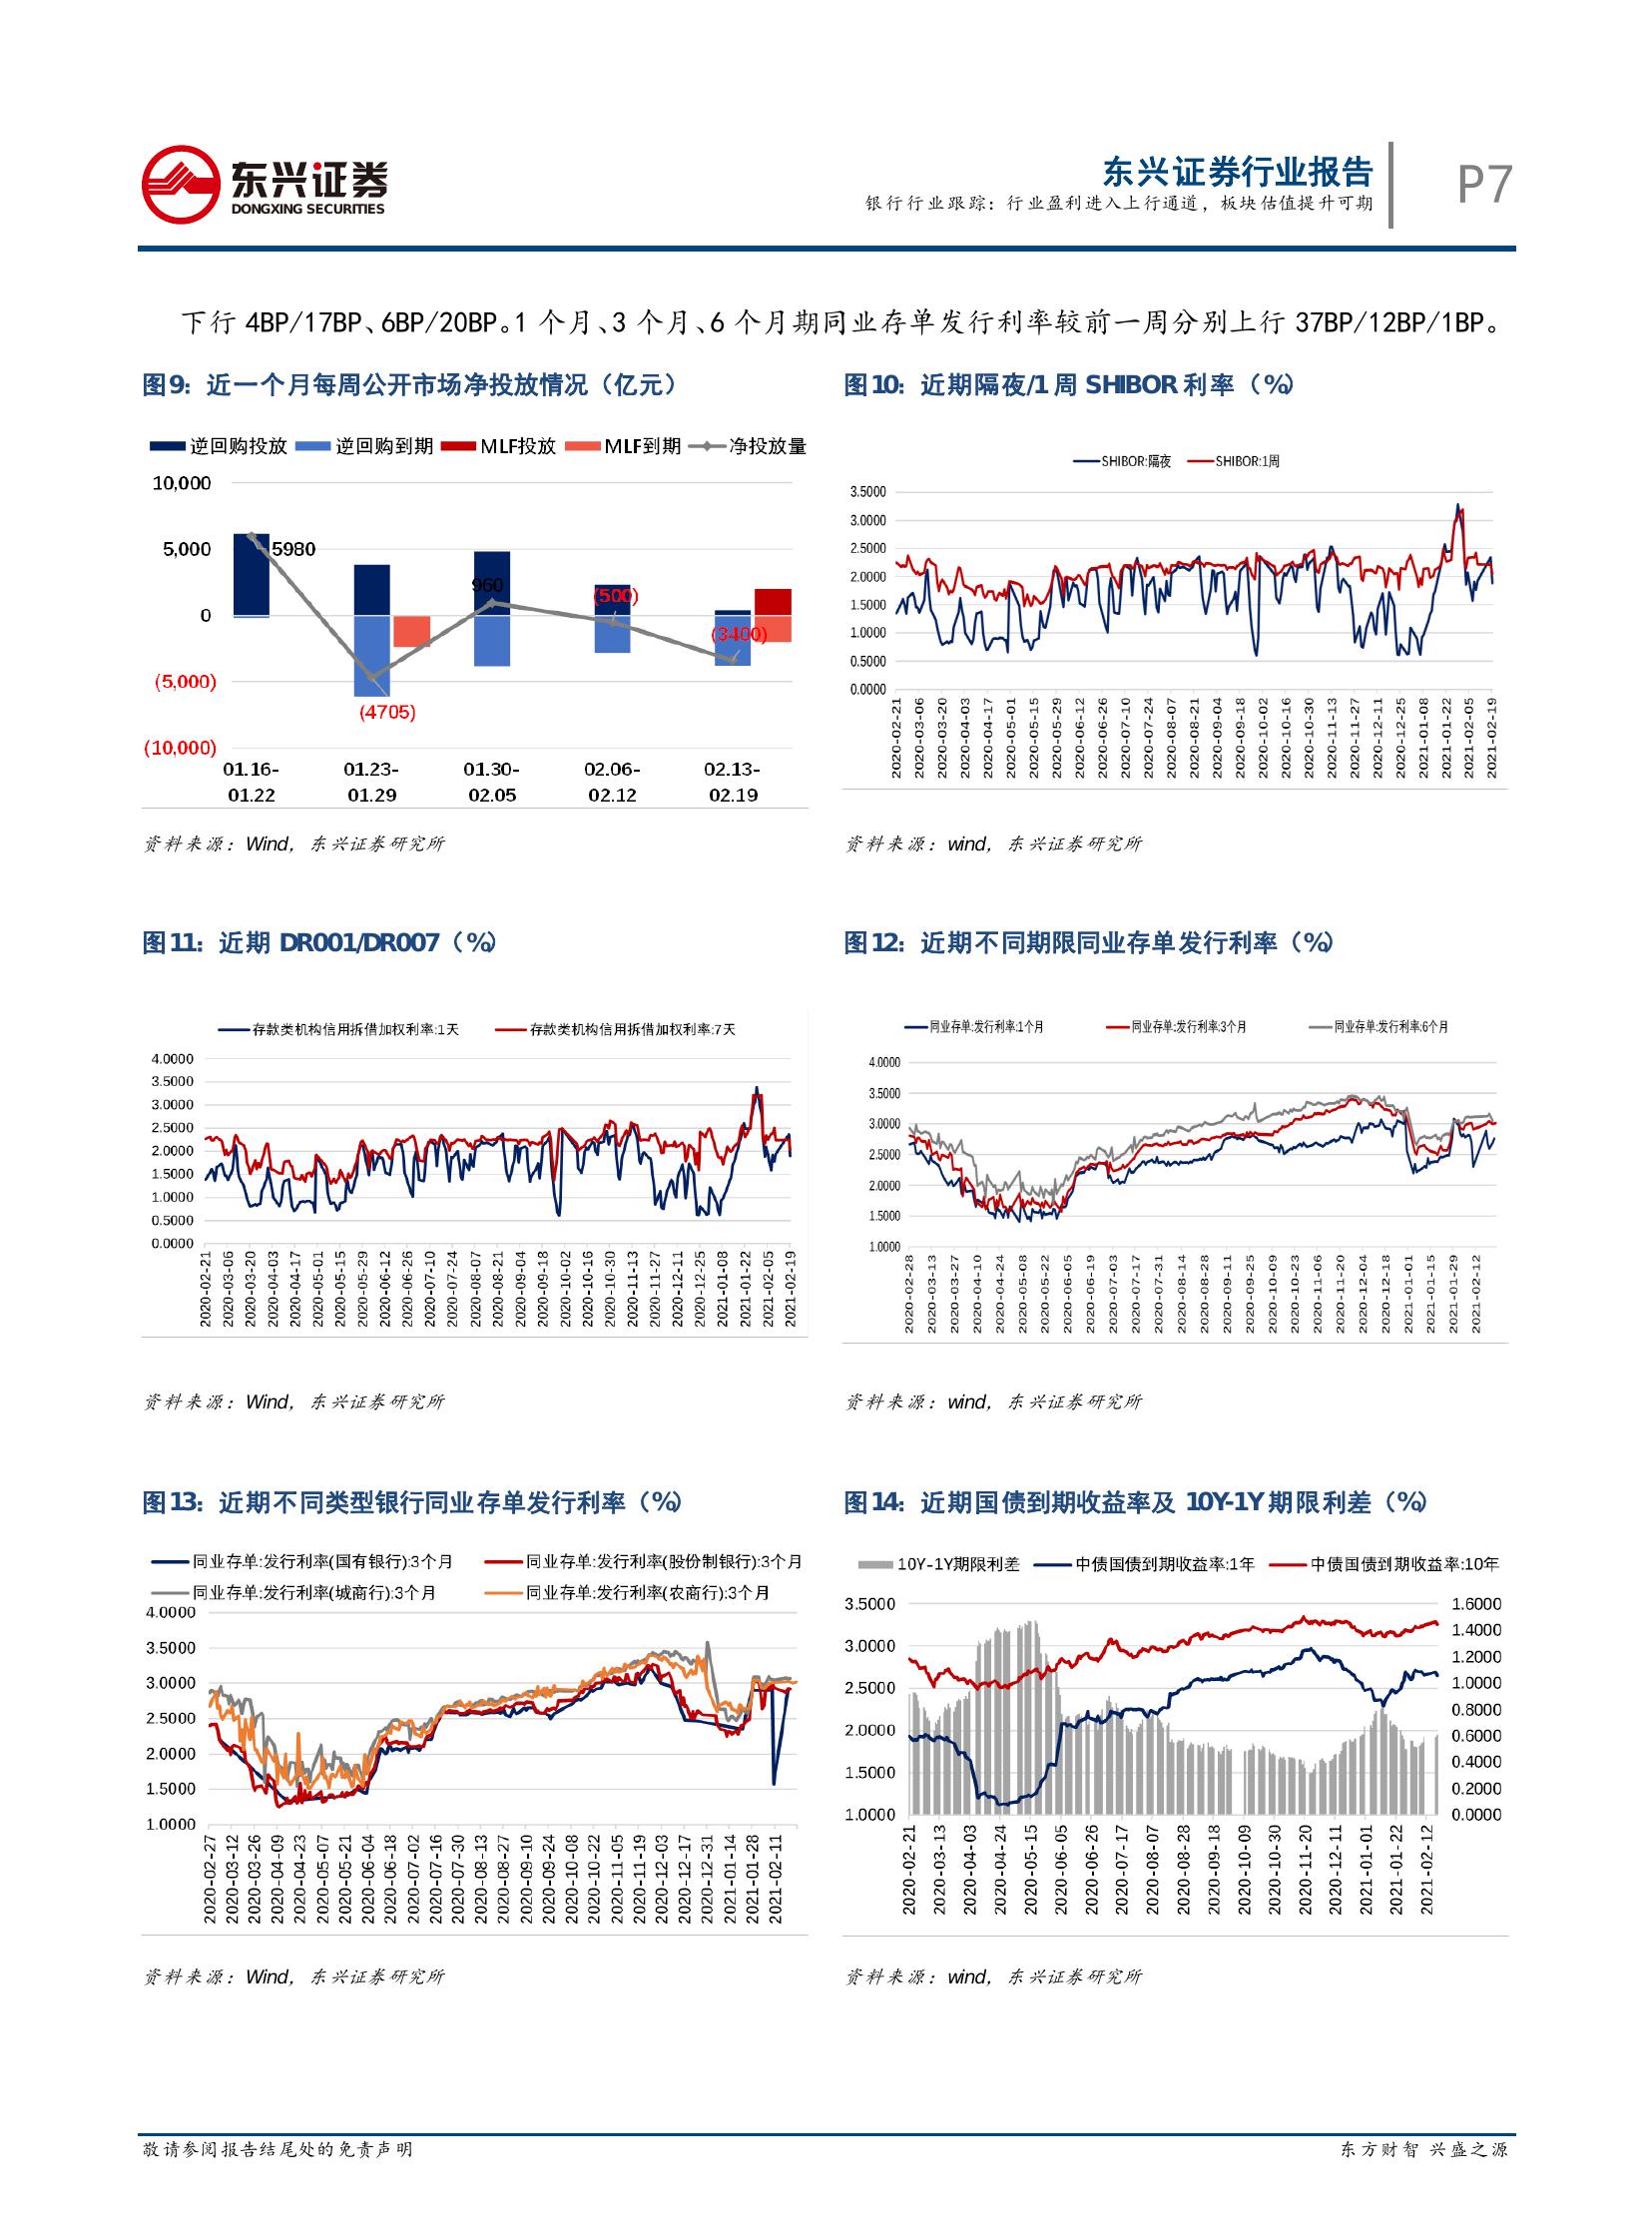 东兴证券
DONGXING SECURITIES
东兴证券行业报告
银行行业跟踪：行业盈利进入上行通道，板块估值提升可期
P7
下行 4BP/17BP、6BP/20BP。1 个月、3 个月、6 个月期同业存单发行利率较前一周分别上行 37BP/12BP/1BP。
图9：近一个月每周公开市场净投放情况（亿元）
逆回购投放 逆回购到期 MLF投放 MLF到期 净投放量
10,000
5,000
0
(5,000)
(10,000)
5980
(4705)
960
(500)
(3400)
01.16- 01.23- 01.30- 02.06- 02.13-
01.22 01.29 02.05 02.12 02.19
资料来源：Wind，东兴证券研究所
图10：近期隔夜/1 周 SHIBOR 利率（%）
SHIBOR:隔夜 SHIBOR:1周
3.5000
3.0000
2.5000
2.0000
1.5000
1.0000
0.5000
0.0000
2020-02-21 2020-03-06 2020-03-20 2020-04-03 2020-04-17 2020-05-01 2020-05-15 2020-05-29 2020-06-12 2020-06-26 2020-07-10 2020-07-24 2020-08-07 2020-08-21 2020-09-04 2020-09-18 2020-10-02 2020-10-16 2020-10-30 2020-11-13 2020-11-27 2020-12-11 2020-12-25 2021-01-08 2021-01-22 2021-02-05 2021-02-19
资料来源：wind，东兴证券研究所
图11：近期 DR001/DR007（%）
存款类机构信用拆借加权利率:1天 存款类机构信用拆借加权利率:7天
4.0000
3.5000
3.0000
2.5000
2.0000
1.5000
1.0000
0.5000
0.0000
2020-02-21 2020-03-06 2020-03-20 2020-04-03 2020-04-17 2020-05-01 2020-05-15 2020-05-29 2020-06-12 2020-06-26 2020-07-10 2020-07-24 2020-08-07 2020-08-21 2020-09-04 2020-09-18 2020-10-02 2020-10-16 2020-10-30 2020-11-13 2020-11-27 2020-12-11 2020-12-25 2021-01-08 2021-01-22 2021-02-05 2021-02-19
资料来源：Wind，东兴证券研究所
图12：近期不同期限同业存单发行利率（%）
同业存单:发行利率:1个月 同业存单:发行利率:3个月 同业存单:发行利率:6个月
4.0000
3.5000
3.0000
2.5000
2.0000
1.5000
1.0000
2020-02-28 2020-03-13 2020-03-27 2020-04-10 2020-04-24 2020-05-08 2020-05-22 2020-06-05 2020-06-19 2020-07-03 2020-07-17 2020-07-31 2020-08-14 2020-08-28 2020-09-11 2020-09-25 2020-10-09 2020-10-23 2020-11-06 2020-11-20 2020-12-04 2020-12-18 2021-01-01 2021-01-15 2021-01-29 2021-02-12
资料来源：wind，东兴证券研究所
图13：近期不同类型银行同业存单发行利率（%）
同业存单:发行利率(国有银行):3个月 同业存单:发行利率(股份制银行):3个月
同业存单:发行利率(城商行):3个月 同业存单:发行利率(农商行):3个月
4.0000
3.5000
3.0000
2.5000
2.0000
1.5000
1.0000
2020-02-27 2020-03-12 2020-03-26 2020-04-09 2020-04-23 2020-05-07 2020-05-21 2020-06-04 2020-06-18 2020-07-02 2020-07-16 2020-07-30 2020-08-13 2020-08-27 2020-09-10 2020-09-24 2020-10-08 2020-10-22 2020-11-05 2020-11-19 2020-12-03 2020-12-17 2020-12-31 2021-01-14 2021-01-28 2021-02-11
资料来源：Wind，东兴证券研究所
图14：近期国债到期收益率及 10Y-1Y 期限利差（%）
10Y-1Y期限利差 中债国债到期收益率:1年 中债国债到期收益率:10年
3.5000
3.0000
2.5000
2.0000
1.5000
1.0000
1.6000
1.4000
1.2000
1.0000
0.8000
0.6000
0.4000
0.2000
0.0000
2020-02-21 2020-03-13 2020-04-03 2020-04-24 2020-05-15 2020-06-05 2020-06-26 2020-07-17 2020-08-07 2020-08-28 2020-09-18 2020-10-09 2020-10-30 2020-11-20 2020-12-11 2021-01-01 2021-01-22 2021-02-12
资料来源：wind，东兴证券研究所
敬请参阅报告结尾处的免责声明
东方财智 兴盛之源